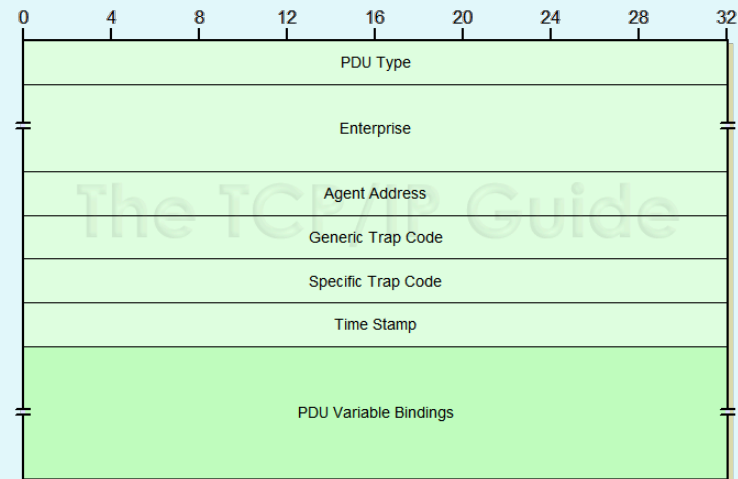 0 4 8 12 16 20 24 28 32
PDU Type
Enterprise
Agent Address
The TCP/IP Guide
Generic Trap Code
Specific Trap Code
Time Stamp
PDU Variable Bindings